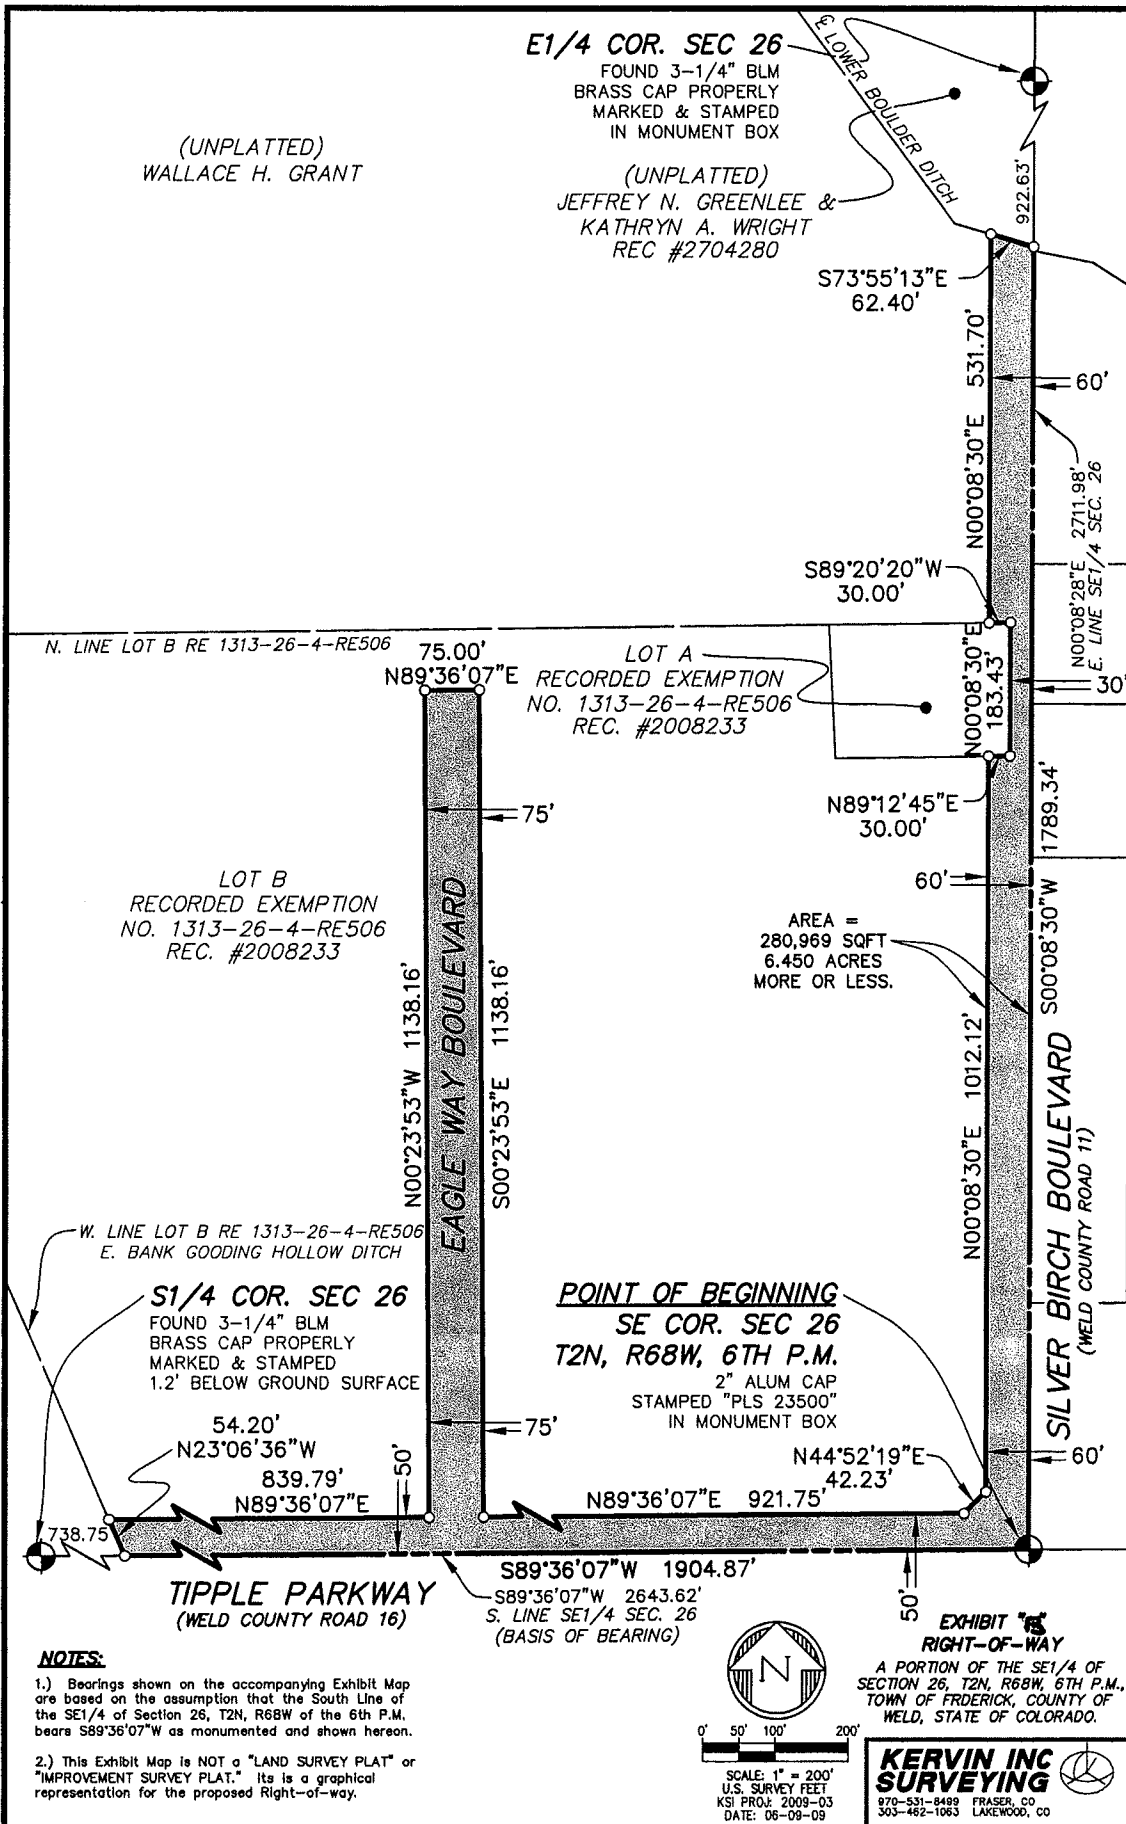 E1/4 COR. SEC 26
FOUND 3-1/4" BLM
BRASS CAP PROPERLY
MARKED & STAMPED
IN MONUMENT BOX
℄ LOWER BOULDER DITCH
(UNPLATTED)
WALLACE H. GRANT
(UNPLATTED)
JEFFREY N. GREENLEE &
KATHRYN A. WRIGHT
REC #2704280
922.63'
S73°55'13"E
62.40'
N00°08'30"E 531.70'
60'
N00°08'28"E 2711.98'
E. LINE SE1/4 SEC. 26
S89°20'20"W
30.00'
N. LINE LOT B RE 1313-26-4-RE506
75.00'
N89°36'07"E
LOT A
RECORDED EXEMPTION
NO. 1313-26-4-RE506
REC. #2008233
N00°08'30"E
183.43'
30'
N89°12'45"E
30.00'
75'
60'
LOT B
RECORDED EXEMPTION
NO. 1313-26-4-RE506
REC. #2008233
AREA =
280,969 SQFT
6.450 ACRES
MORE OR LESS.
S00°08'30"W 1789.34'
N00°23'53"W 1138.16'
EAGLE WAY BOULEVARD
S00°23'53"E 1138.16'
N00°08'30"E 1012.12'
SILVER BIRCH BOULEVARD
(WELD COUNTY ROAD 11)
W. LINE LOT B RE 1313-26-4-RE506
E. BANK GOODING HOLLOW DITCH
S1/4 COR. SEC 26
FOUND 3-1/4" BLM
BRASS CAP PROPERLY
MARKED & STAMPED
1.2' BELOW GROUND SURFACE
POINT OF BEGINNING
SE COR. SEC 26
T2N, R68W, 6TH P.M.
2" ALUM CAP
STAMPED "PLS 23500"
IN MONUMENT BOX
54.20'
N23°06'36"W
839.79'
N89°36'07"E
50'
75'
N44°52'19"E
42.23'
60'
N89°36'07"E 921.75'
738.75
S89°36'07"W 1904.87'
TIPPLE PARKWAY
(WELD COUNTY ROAD 16)
S89°36'07"W 2643.62'
S. LINE SE1/4 SEC. 26
(BASIS OF BEARING)
50'
NOTES:
1.) Bearings shown on the accompanying Exhibit Map
are based on the assumption that the South Line of
the SE1/4 of Section 26, T2N, R68W of the 6th P.M.
bears S89°36'07"W as monumented and shown hereon.
2.) This Exhibit Map is NOT a "LAND SURVEY PLAT" or
"IMPROVEMENT SURVEY PLAT." Its is a graphical
representation for the proposed Right-of-way.
N
0' 50' 100' 200'
SCALE: 1" = 200'
U.S. SURVEY FEET
KSI PROJ: 2009-03
DATE: 06-09-09
EXHIBIT
RIGHT-OF-WAY
A PORTION OF THE SE1/4 OF
SECTION 26, T2N, R68W, 6TH P.M.,
TOWN OF FRDERICK, COUNTY OF
WELD, STATE OF COLORADO.
KERVIN INC
SURVEYING
970-531-8499 FRASER, CO
303-462-1063 LAKEWOOD, CO